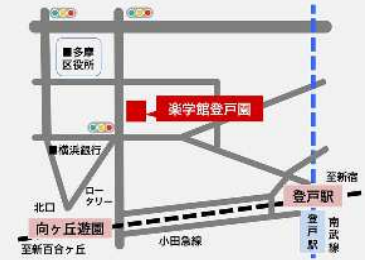 ■多摩
区役所
楽学館登戸園
■横浜銀行
ロー
タリー
北口
至新宿
登戸駅
向ヶ丘遊園
登戸駅
南武線
小田急線
至新百合ヶ丘